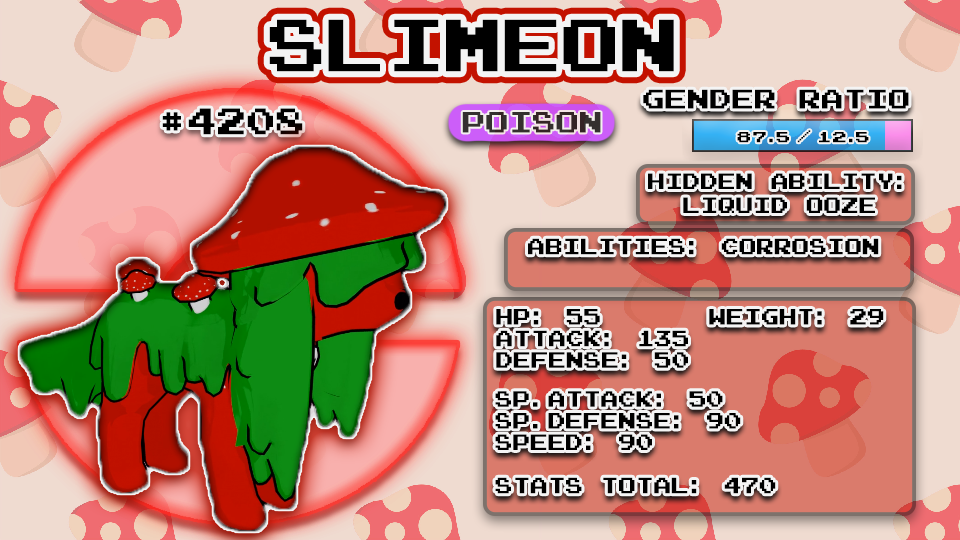 SLIMEON
#4208
POISON
GENDER RATIO
87.5 / 12.5
HIDDEN ABILITY:
LIQUID OOZE
ABILITIES: CORROSION
HP: 55
WEIGHT: 29
ATTACK: 135
DEFENSE: 50
SP.ATTACK: 50
SP.DEFENSE: 90
SPEED: 90
STATS TOTAL: 470